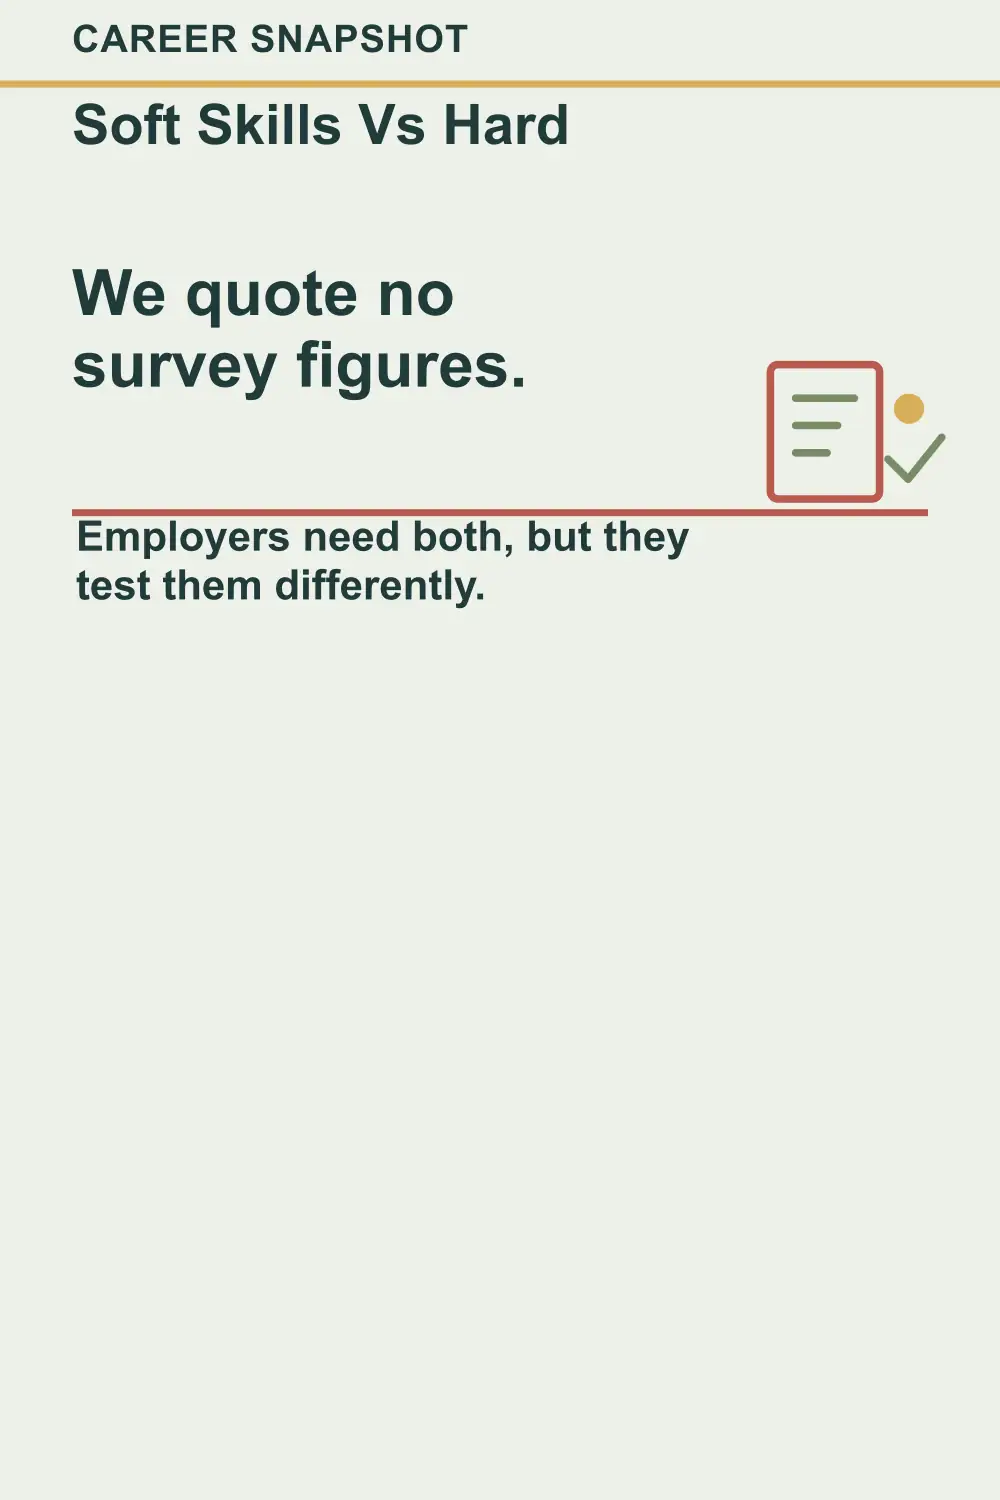 CAREER SNAPSHOT
Soft Skills Vs Hard
We quote no
survey figures.
Employers need both, but they
test them differently.